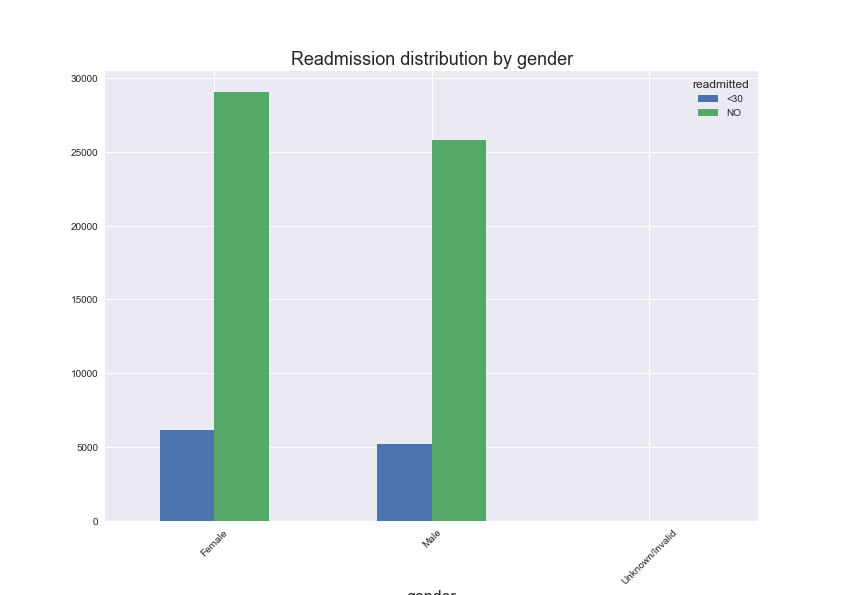 Readmission distribution by gender
readmitted
<30
NO
30000
25000
20000
15000
10000
5000
0
Female
Male
Unknown/Invalid
gender